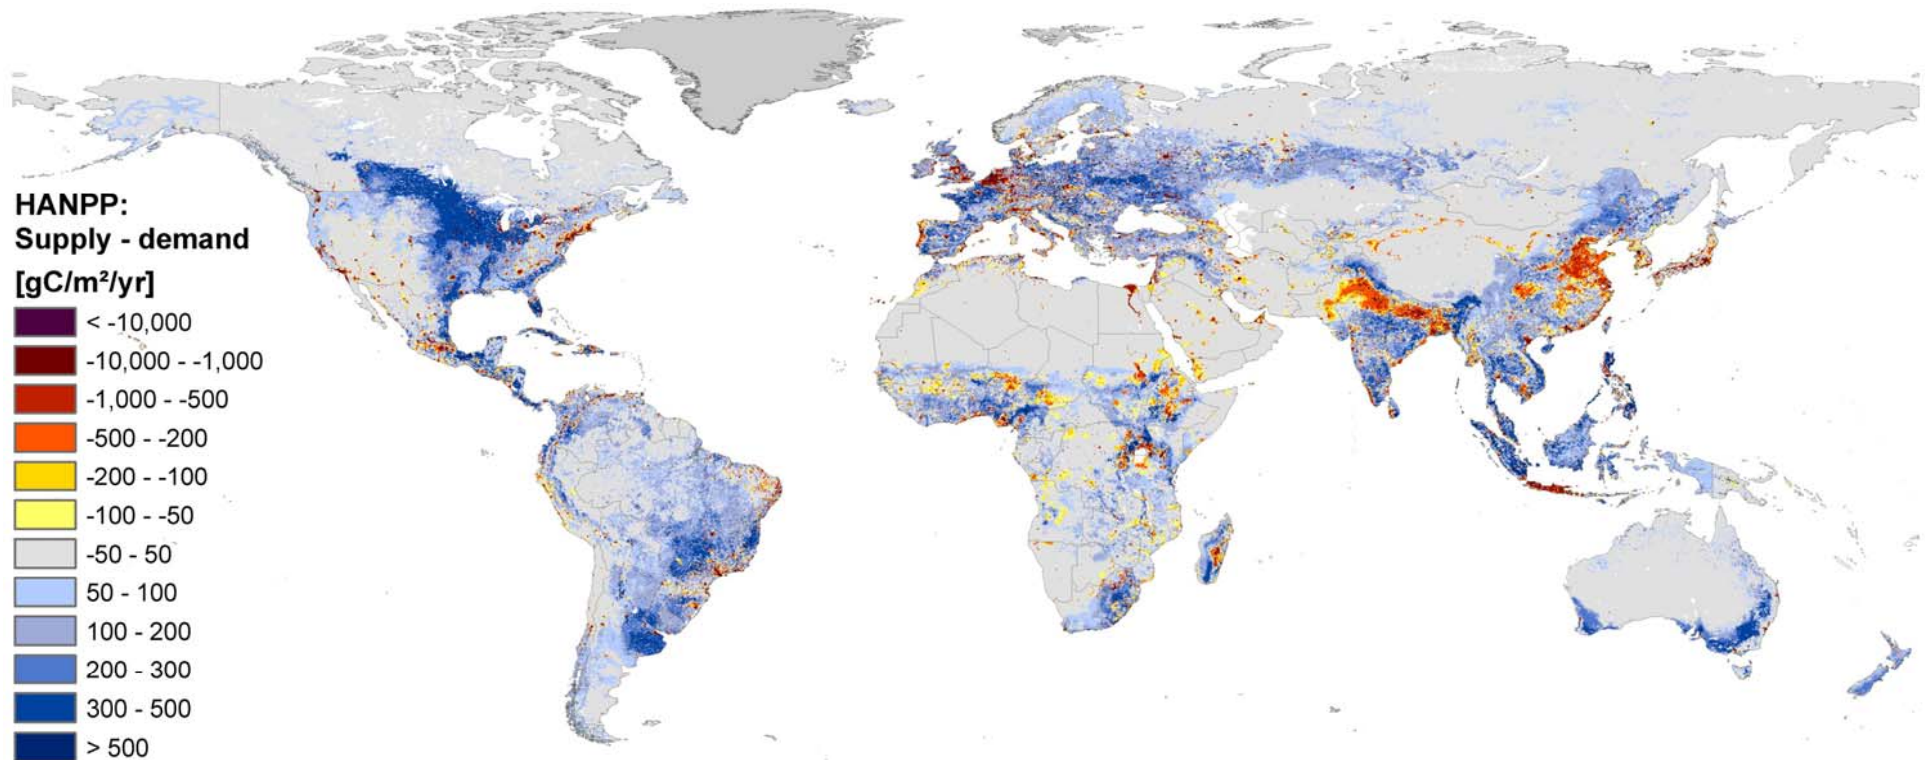 HANPP:
Supply - demand
[gC/m²/yr]
< -10,000
-10,000 - -1,000
-1,000 - -500
-500 - -200
-200 - -100
-100 - -50
-50 - 50
50 - 100
100 - 200
200 - 300
300 - 500
> 500